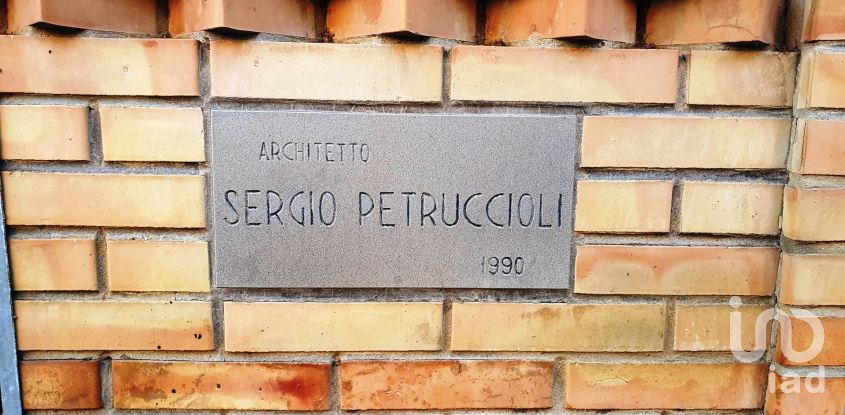 ARCHITETTO
SERGIO PETRUCCIOLI
1990
iad